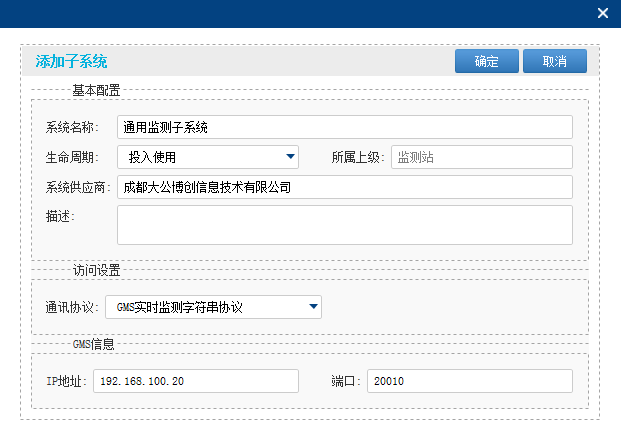 添加子系统 确定 取消
基本配置
系统名称: 通用监测子系统
生命周期: 投入使用 所属上级: 监测站
系统供应商: 成都大公博创信息技术有限公司
描述:
访问设置
通讯协议: GMS实时监测字符串协议
GMS信息
IP地址: 192.168.100.20 端口: 20010